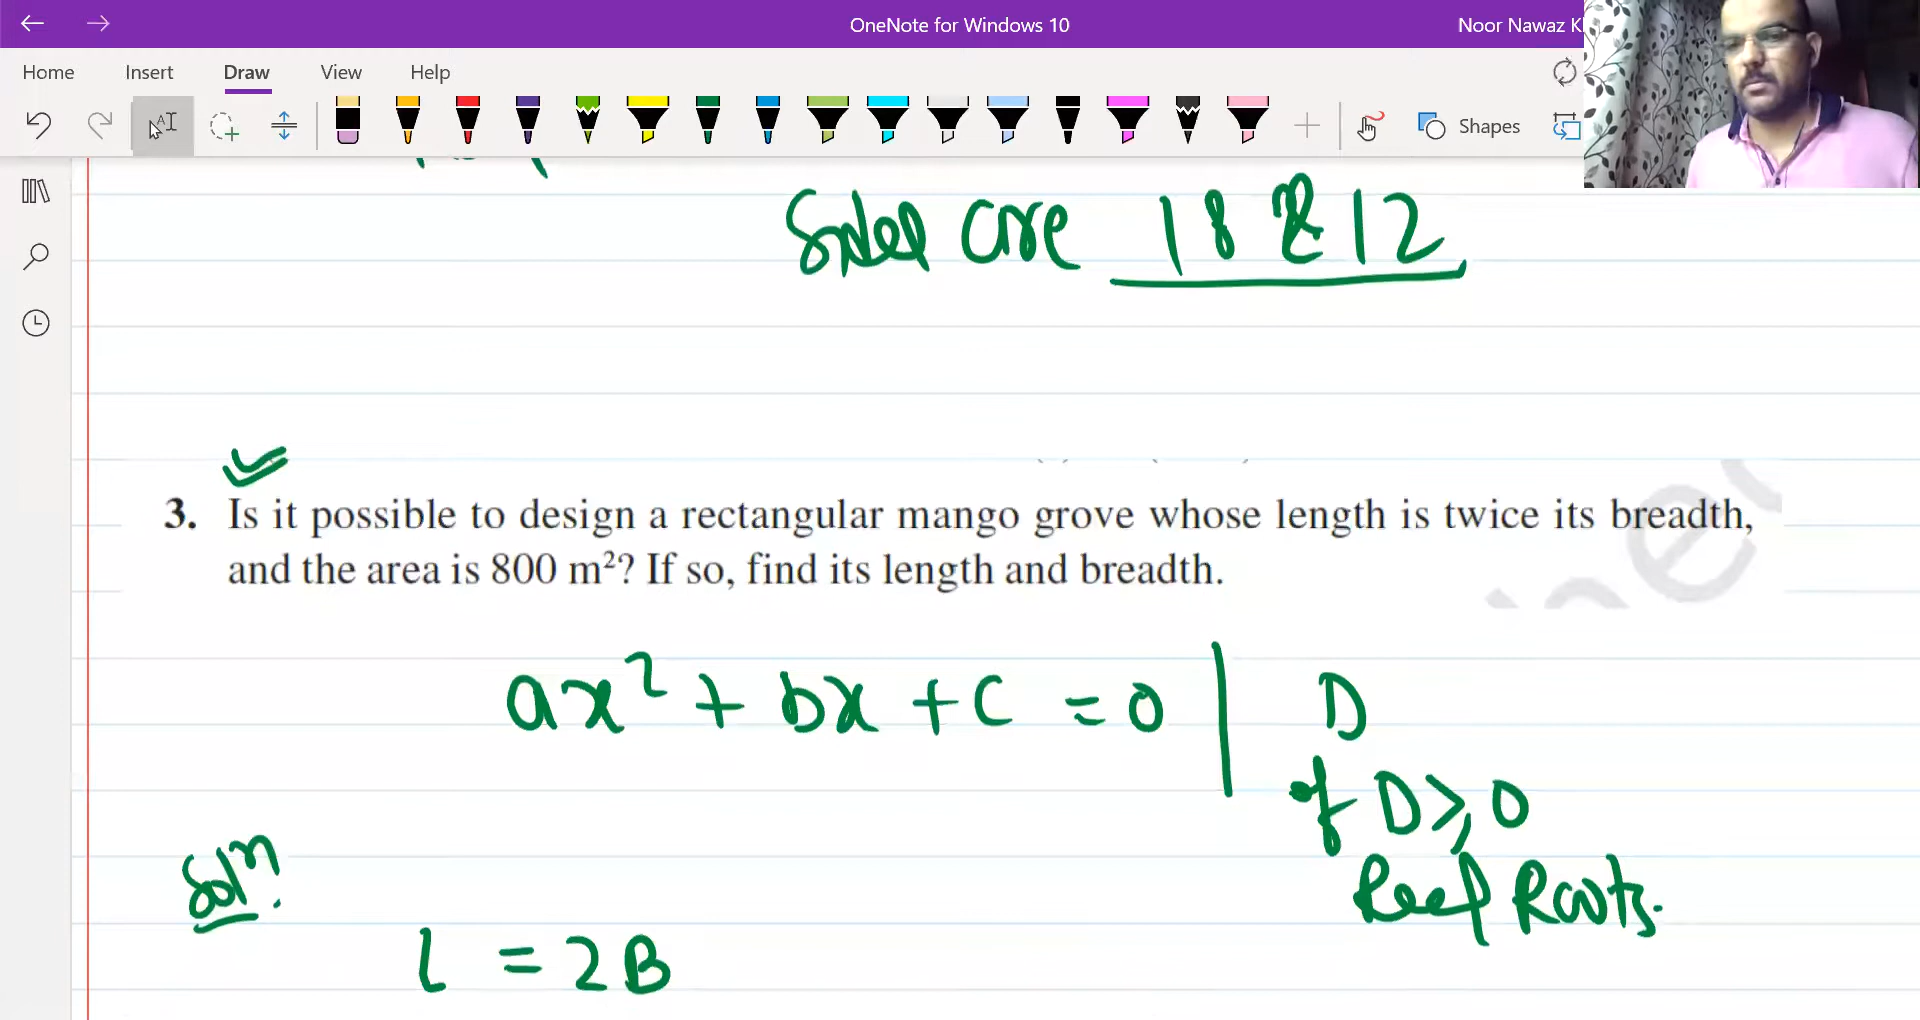 OneNote for Windows 10
Noor Nawaz K
Home Insert Draw View Help
Shapes
Sides are 18 & 12
3. Is it possible to design a rectangular mango grove whose length is twice its breadth,
and the area is 800 m²? If so, find its length and breadth.
ax² + bx + c = 0 | D
if D ≥ 0
Real Roots.
Solⁿ.
l = 2B